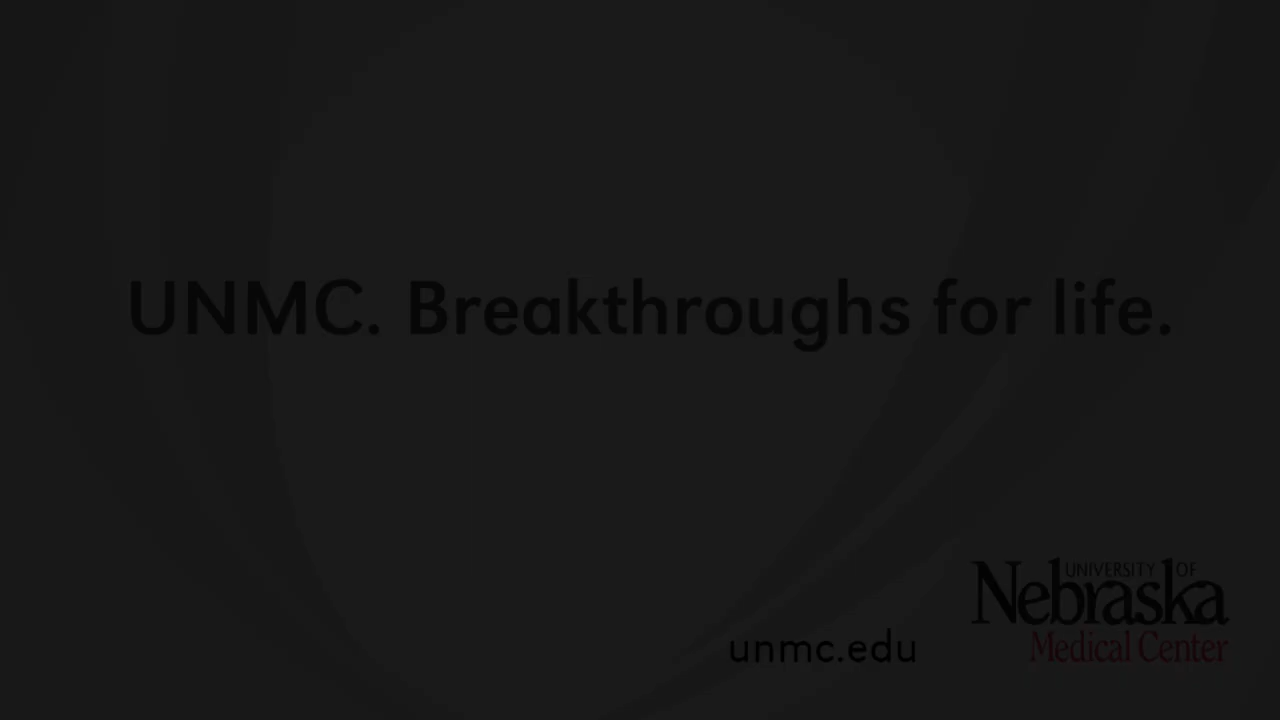 UNMC. Breakthroughs for life.
UNIVERSITY OF
Nebraska
Medical Center
unmc.edu